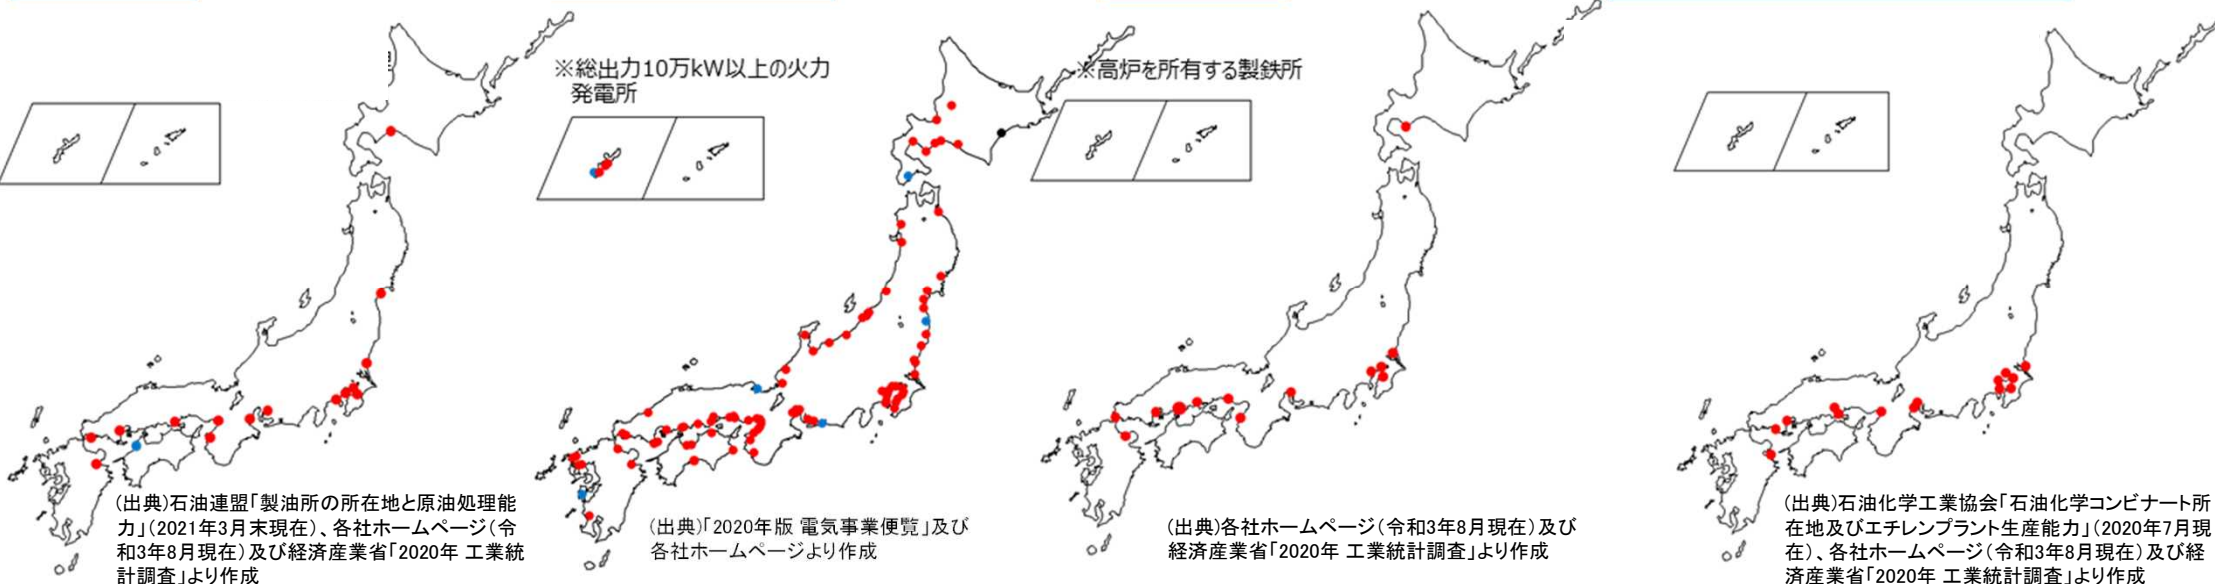 ※総出力10万kW以上の火力
発電所
※高炉を所有する製鉄所
(出典)石油連盟「製油所の所在地と原油処理能
力」(2021年3月末現在)、各社ホームページ(令
和3年8月現在)及び経済産業省「2020年 工業統
計調査」より作成
(出典)「2020年版 電気事業便覧」及び
各社ホームページより作成
(出典)各社ホームページ(令和3年8月現在)及び
経済産業省「2020年 工業統計調査」より作成
(出典)石油化学工業協会「石油化学コンビナート所
在地及びエチレンプラント生産能力」(2020年7月現
在)、各社ホームページ(令和3年8月現在)及び経
済産業省「2020年 工業統計調査」より作成